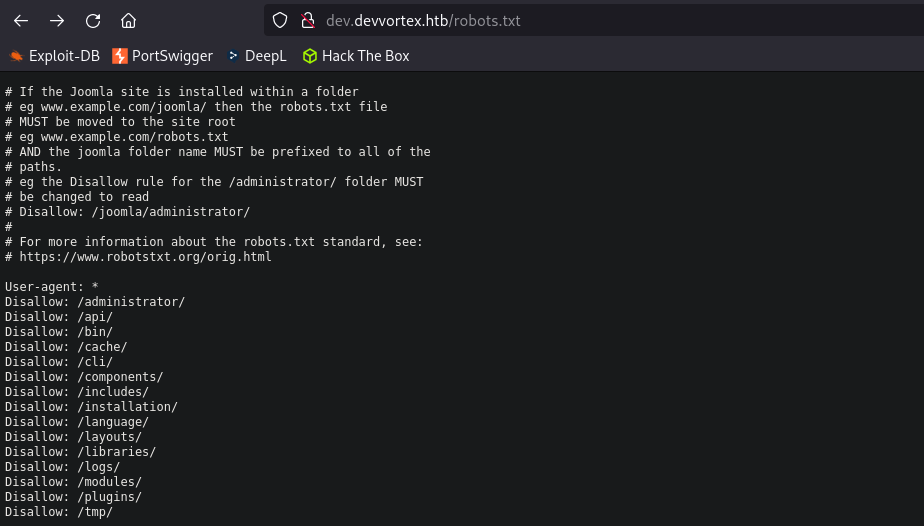 dev.devvortex.htb/robots.txt
Exploit-DB PortSwigger DeepL Hack The Box
# If the Joomla site is installed within a folder
# eg www.example.com/joomla/ then the robots.txt file
# MUST be moved to the site root
# eg www.example.com/robots.txt
# AND the joomla folder name MUST be prefixed to all of the
# paths.
# eg the Disallow rule for the /administrator/ folder MUST
# be changed to read
# Disallow: /joomla/administrator/
#
# For more information about the robots.txt standard, see:
# https://www.robotstxt.org/orig.html
User-agent: *
Disallow: /administrator/
Disallow: /api/
Disallow: /bin/
Disallow: /cache/
Disallow: /cli/
Disallow: /components/
Disallow: /includes/
Disallow: /installation/
Disallow: /language/
Disallow: /layouts/
Disallow: /libraries/
Disallow: /logs/
Disallow: /modules/
Disallow: /plugins/
Disallow: /tmp/